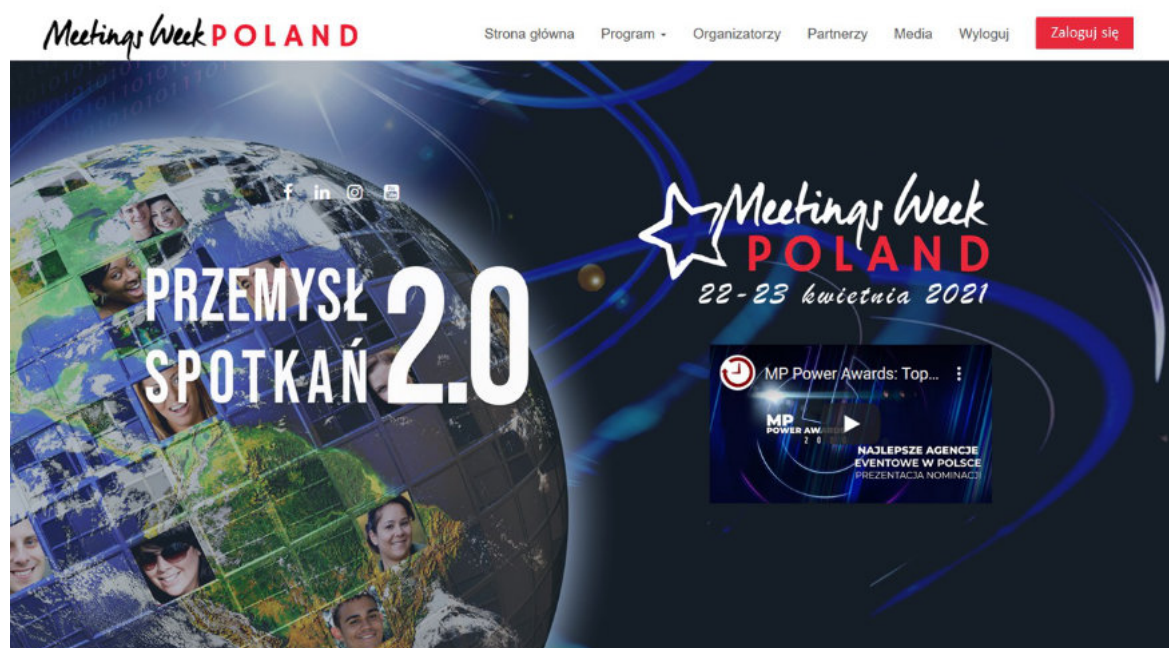 Meetings Week POLAND
Strona główna Program Organizatorzy Partnerzy Media Wyloguj Zaloguj się
PRZEMYSŁ
SPOTKAŃ
2.0
Meetings Week
POLAND
22-23 kwietnia 2021
MP Power Awards: Top...
MP
POWER AWARDS
NAJLEPSZE AGENCJE
EVENTOWE W POLSCE
PREZENTACJA NOMINACJI